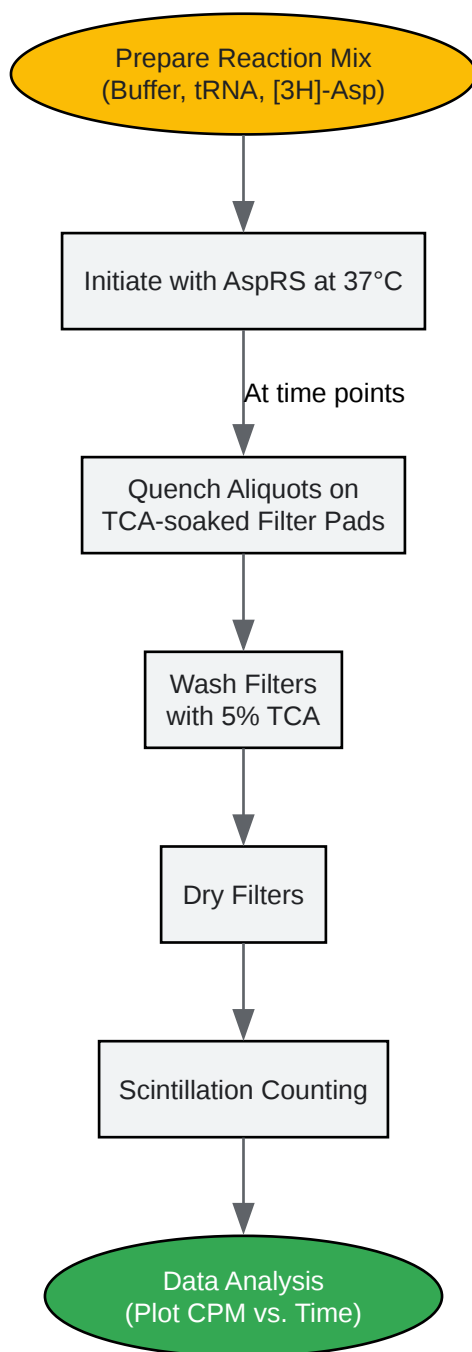 Prepare Reaction Mix
(Buffer, tRNA, [3H]-Asp)
Initiate with AspRS at 37°C
At time points
Quench Aliquots on
TCA-soaked Filter Pads
Wash Filters
with 5% TCA
Dry Filters
Scintillation Counting
Data Analysis
(Plot CPM vs. Time)